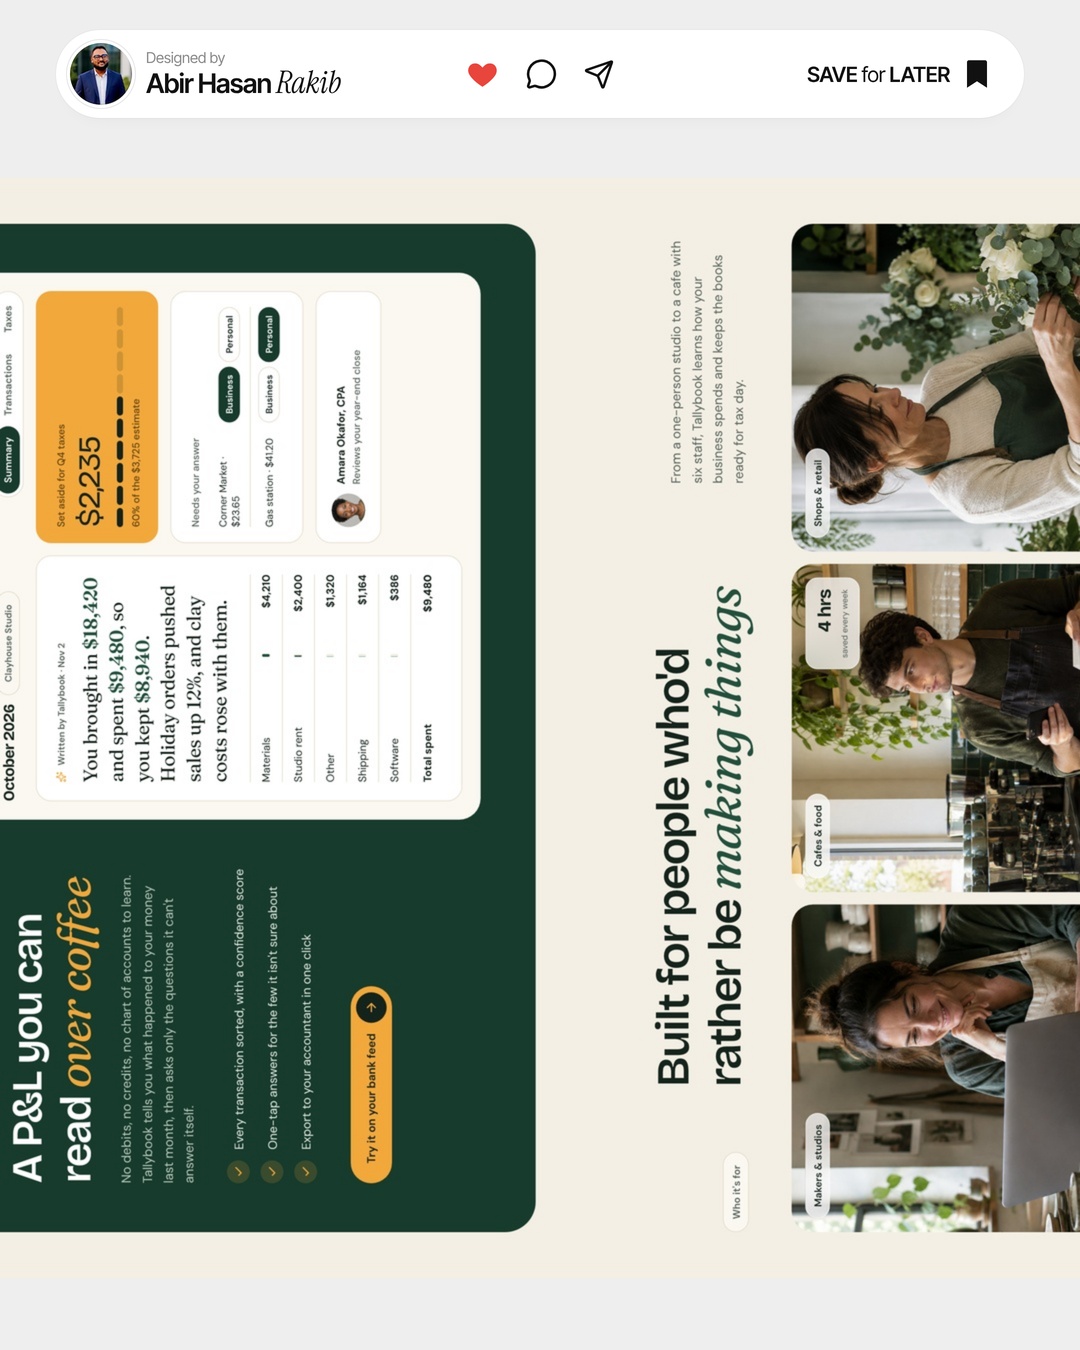 Designed by
Abir Hasan Rakib
SAVE for LATER
A P&L you can
read over coffee
No debits, no credits, no chart of accounts to learn.
Tallybook tells you what happened to your money
last month, then asks only the questions it can't
answer itself.
Every transaction sorted, with a confidence score
One-tap answers for the few it isn't sure about
Export to your accountant in one click
Try it on your bank feed
October 2026
Clayhouse Studio
Summary
Transactions
Taxes
Written by Tallybook · Nov 2
You brought in $18,420
and spent $9,480, so
you kept $8,940.
Holiday orders pushed
sales up 12%, and clay
costs rose with them.
Materials $4,210
Studio rent $2,400
Other $1,320
Shipping $1,164
Software $386
Total spent $9,480
Set aside for Q4 taxes
$2,235
60% of the $3,725 estimate
Needs your answer
Corner Market ·
$23.65
Business
Personal
Gas station · $41.20
Business
Personal
Amara Okafor, CPA
Reviews your year-end close
Who it's for
Built for people who'd
rather be making things
From a one-person studio to a cafe with
six staff, Tallybook learns how your
business spends and keeps the books
ready for tax day.
Makers & studios
Cafes & food
4 hrs
saved every week
Shops & retail